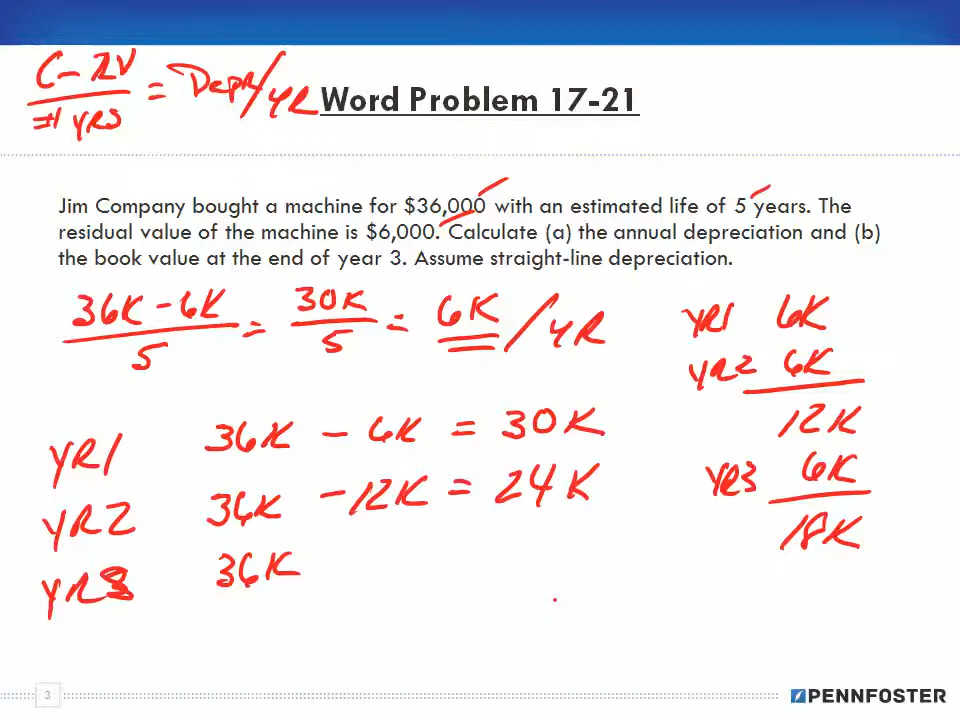 C - RV / # YRS = Depr/YR
Word Problem 17-21
Jim Company bought a machine for $36,000 with an estimated life of 5 years. The
residual value of the machine is $6,000. Calculate (a) the annual depreciation and (b)
the book value at the end of year 3. Assume straight-line depreciation.
36K - 6K / 5 = 30K / 5 = 6K / YR
YR1 6K
YR2 6K
12K
YR3 6K
18K
YR1 36K - 6K = 30K
YR2 36K - 12K = 24K
YR3 36K
3
PENNFOSTER